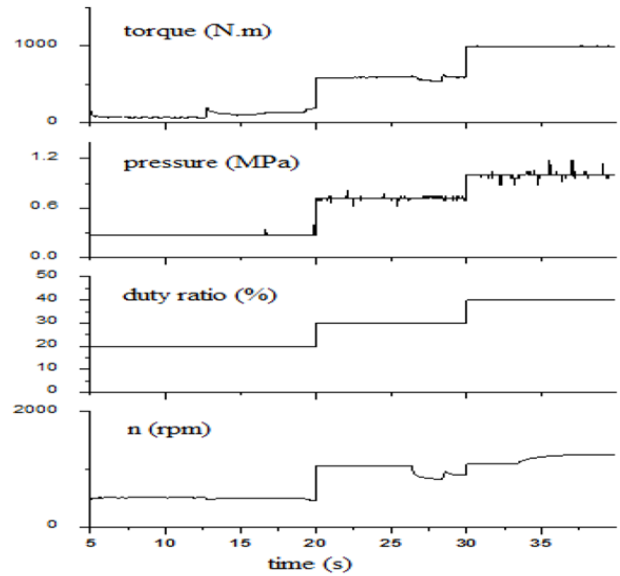 torque (N.m)
1000
0
pressure (MPa)
1.2
0.6
0.0
duty ratio (%)
50
40
30
20
10
0
n (rpm)
2000
0
5 10 15 20 25 30 35
time (s)